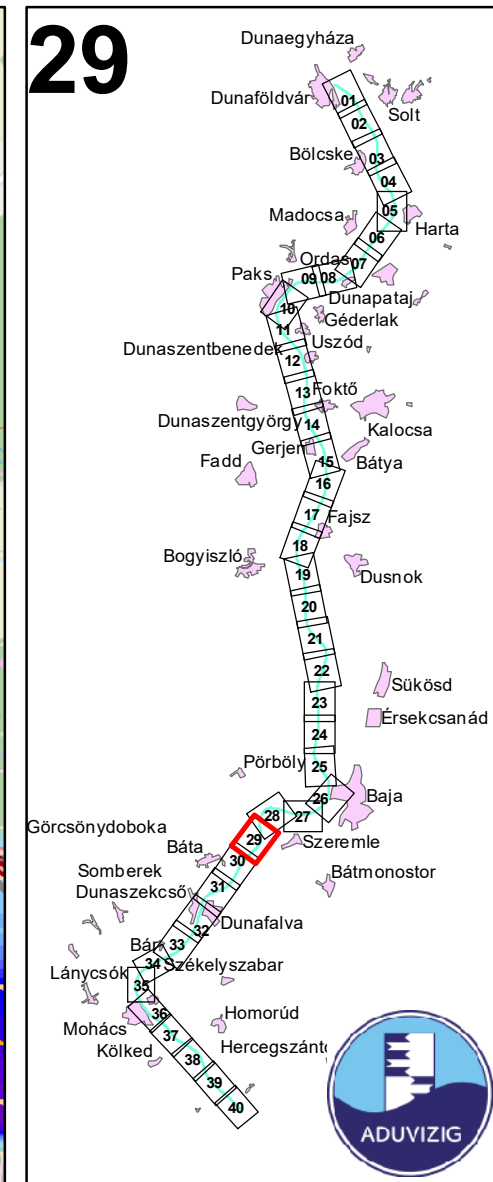 29
Dunaegyháza
Dunaföldvár
01
Solt
02
Bölcske
03
04
05
Madocsa
Harta
06
Ordas
07
Paks
09
08
Dunapataj
10
Géderlak
11
Uszód
Dunaszentbenedek
12
13
Foktő
Dunaszentgyörgy
14
Kalocsa
Gerjen
Fadd
15
Bátya
16
17
Fajsz
18
Bogyiszló
19
Dusnok
20
21
22
Sükösd
23
Érsekcsanád
24
Pörböly
25
26
Baja
28
27
Görcsönydoboka
29
Szeremle
Báta
30
Somberek
Bátmonostor
31
Dunaszekcső
Dunafalva
32
Bár
33
34
Székelyszabar
Lánycsók
35
36
Homorúd
Mohács
37
Kölked
Hercegszántó
38
39
40
ADUVIZIG